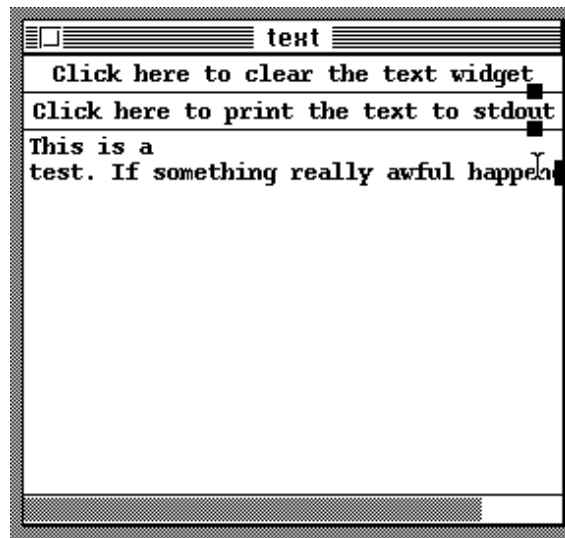 text
Click here to clear the text widget
Click here to print the text to stdout
This is a
test. If something really awful